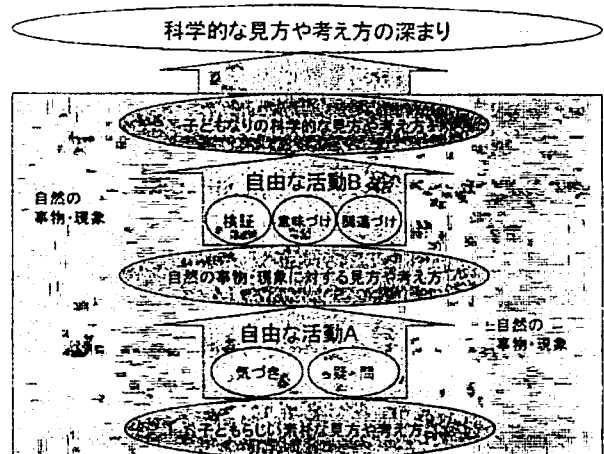 科学的な見方や考え方の深まり
子どもなりの科学的な見方や考え方
自由な活動B
検証
意味づけ
関連づけ
自然の
事物・現象
自然の事物・現象に対する見方や考え方
自由な活動A
気づき
疑問
自然の
事物・現象
子どもらしい素朴な見方や考え方